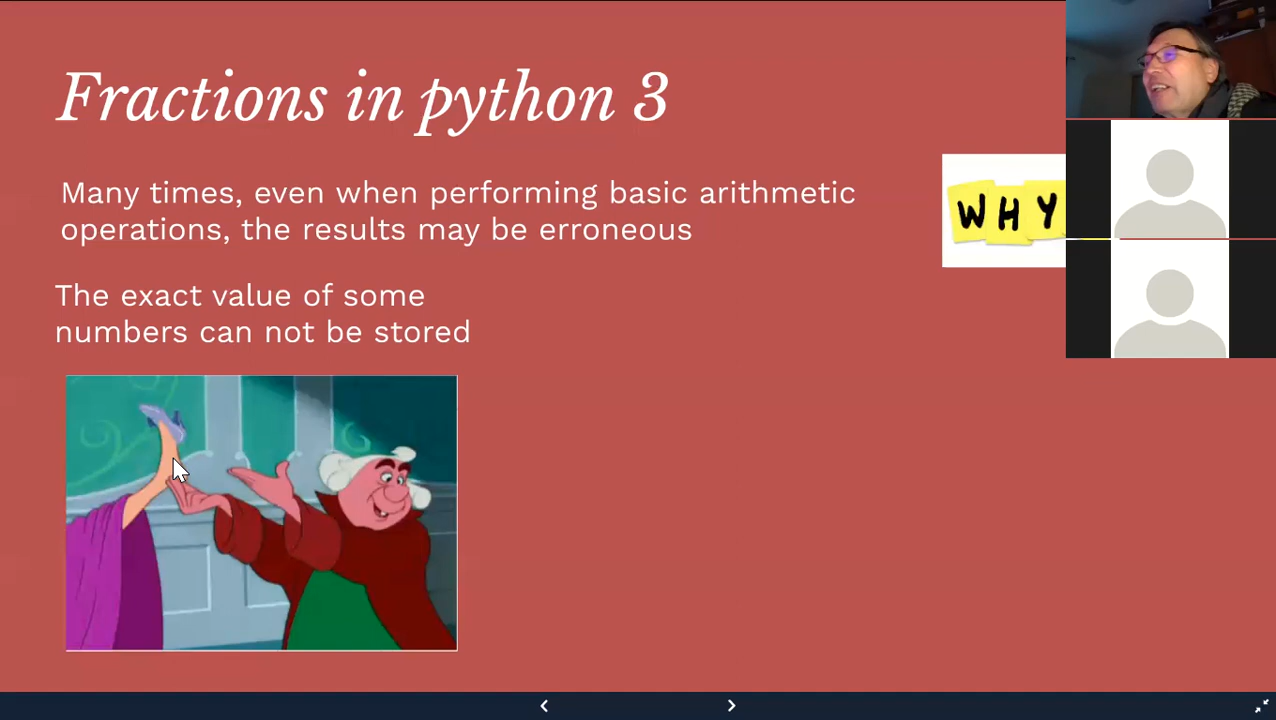 Fractions in python 3
Many times, even when performing basic arithmetic
operations, the results may be erroneous
WHY
The exact value of some
numbers can not be stored